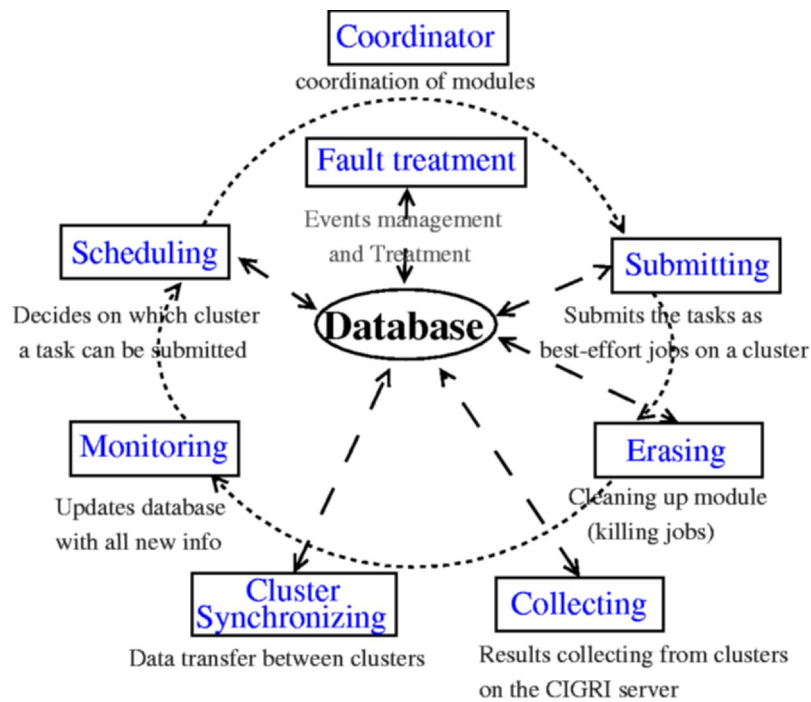 Coordinator
coordination of modules
Fault treatment
Events management
and Treatment
Scheduling
Decides on which cluster
a task can be submitted
Submitting
Submits the tasks as
best-effort jobs on a cluster
Database
Monitoring
Updates database
with all new info
Erasing
Cleaning up module
(killing jobs)
Cluster
Synchronizing
Data transfer between clusters
Collecting
Results collecting from clusters
on the CIGRI server